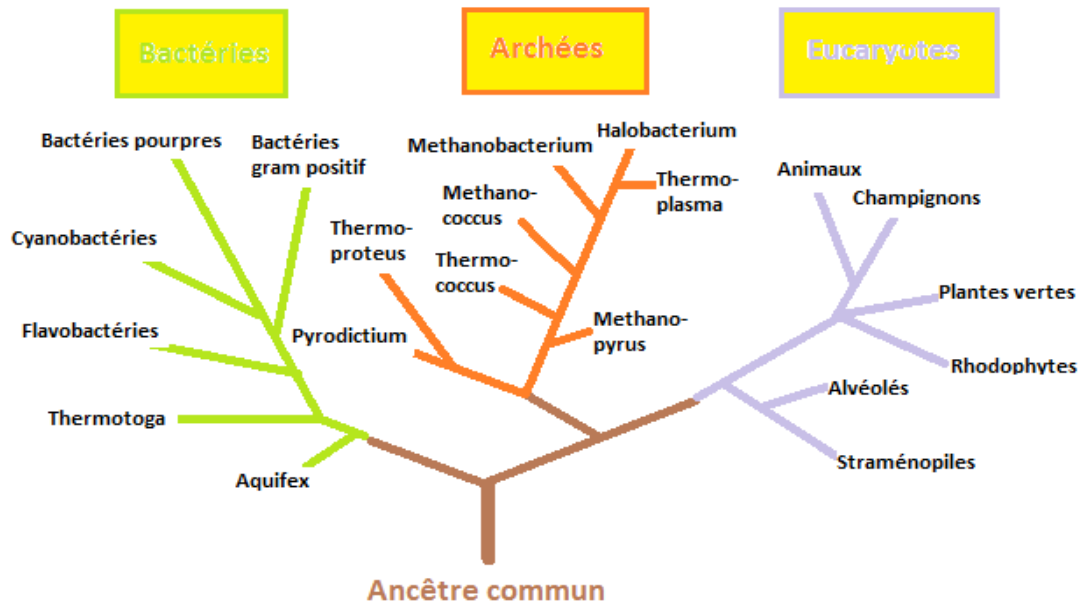 Bactéries
Archées
Eucaryotes
Bactéries pourpres
Bactéries
gram positif
Cyanobactéries
Flavobactéries
Thermotoga
Aquifex
Methanobacterium
Halobacterium
Thermo-
plasma
Methano-
coccus
Thermo-
proteus
Thermo-
coccus
Pyrodictium
Methano-
pyrus
Animaux
Champignons
Plantes vertes
Rhodophytes
Alvéolés
Straménopiles
Ancêtre commun